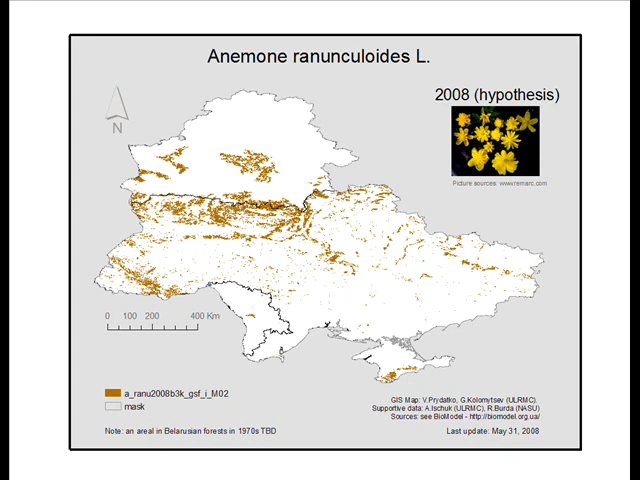 Anemone ranunculoides L.
2008 (hypothesis)
N
Picture sources: www.remarc.com
0 100 200 400 Km
a_ranu2008b3k_gsf_i_M02
mask
GIS Map: V.Prydatko, G.Kolomytsev (ULRMC).
Supportive data: A.Ischuk (ULRMC), R.Burda (NASU)
Sources: see BioModel - http://biomodel.org.ua/
Note: an areal in Belarusian forests in 1970s TBD
Last update: May 31, 2008